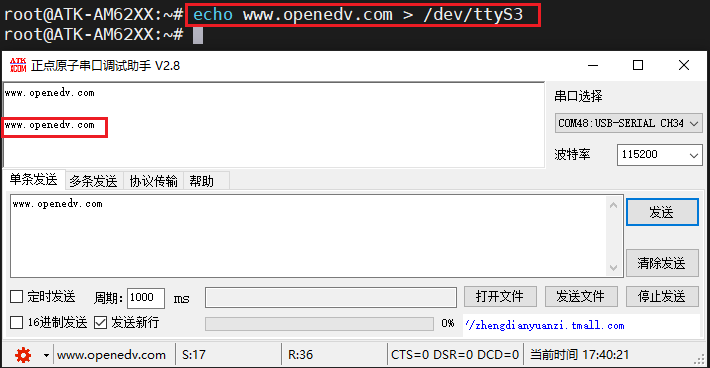 root@ATK-AM62XX:~# echo www.openedv.com > /dev/ttyS3
root@ATK-AM62XX:~#
ATK
COM
正点原子串口调试助手 V2.8
www.openedv.com
www.openedv.com
串口选择
COM48:USB-SERIAL CH34
波特率
115200
单条发送 多条发送 协议传输 帮助
www.openedv.com
发送
清除发送
定时发送 周期: 1000 ms
打开文件 发送文件 停止发送
16进制发送 发送新行
0%
//zhengdianyuanzi.tmall.com
www.openedv.com S:17 R:36 CTS=0 DSR=0 DCD=0 当前时间 17:40:21